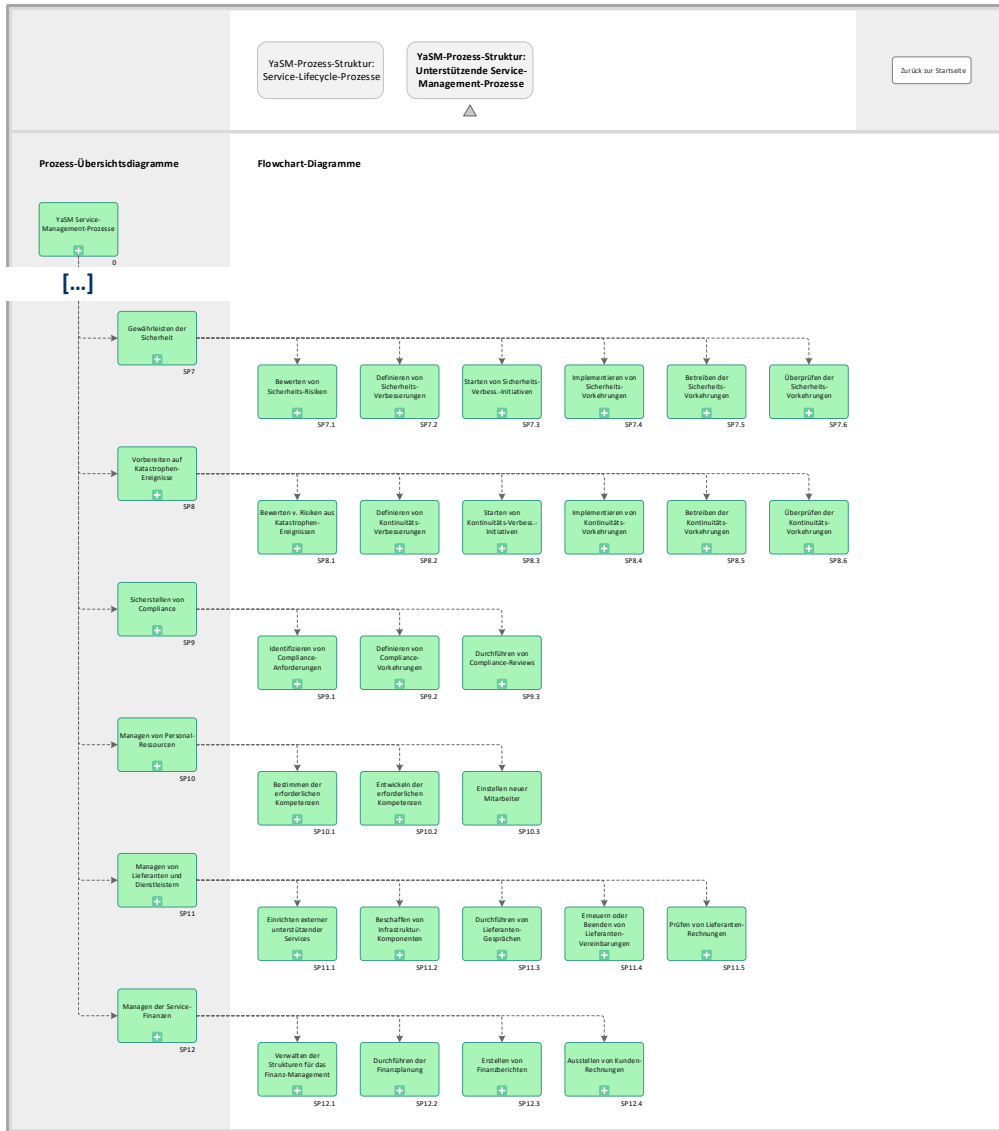 YaSM-Prozess-Struktur:
Service-Lifecycle-Prozesse
YaSM-Prozess-Struktur:
Unterstützende Service-
Management-Prozesse
Zurück zur Startseite
Prozess-Übersichtsdiagramme
Flowchart-Diagramme
YaSM Service-
Management-Prozesse
0
[...]
Gewährleisten der
Sicherheit
SP7
Bewerten von
Sicherheits-Risiken
SP7.1
Definieren von
Sicherheits-
Verbesserungen
SP7.2
Starten von Sicherheits-
Verbess.-Initiativen
SP7.3
Implementieren von
Sicherheits-
Vorkehrungen
SP7.4
Betreiben der
Sicherheits-
Vorkehrungen
SP7.5
Überprüfen der
Sicherheits-
Vorkehrungen
SP7.6
Vorbereiten auf
Katastrophen-
Ereignisse
SP8
Bewerten v. Risiken aus
Katastrophen-
Ereignissen
SP8.1
Definieren von
Kontinuitäts-
Verbesserungen
SP8.2
Starten von
Kontinuitäts-Verbess.-
Initiativen
SP8.3
Implementieren von
Kontinuitäts-
Vorkehrungen
SP8.4
Betreiben der
Kontinuitäts-
Vorkehrungen
SP8.5
Überprüfen der
Kontinuitäts-
Vorkehrungen
SP8.6
Sicherstellen von
Compliance
SP9
Identifizieren von
Compliance-
Anforderungen
SP9.1
Definieren von
Compliance-
Vorkehrungen
SP9.2
Durchführen von
Compliance-Reviews
SP9.3
Managen von Personal-
Ressourcen
SP10
Bestimmen der
erforderlichen
Kompetenzen
SP10.1
Entwickeln der
erforderlichen
Kompetenzen
SP10.2
Einstellen neuer
Mitarbeiter
SP10.3
Managen von
Lieferanten und
Dienstleistern
SP11
Einrichten externer
unterstützender
Services
SP11.1
Beschaffen von
Infrastruktur-
Komponenten
SP11.2
Durchführen von
Lieferanten-
Gesprächen
SP11.3
Erneuern oder
Beenden von
Lieferanten-
Vereinbarungen
SP11.4
Prüfen von Lieferanten-
Rechnungen
SP11.5
Managen der Service-
Finanzen
SP12
Verwalten der
Strukturen für das
Finanz-Management
SP12.1
Durchführen der
Finanzplanung
SP12.2
Erstellen von
Finanzberichten
SP12.3
Ausstellen von Kunden-
Rechnungen
SP12.4